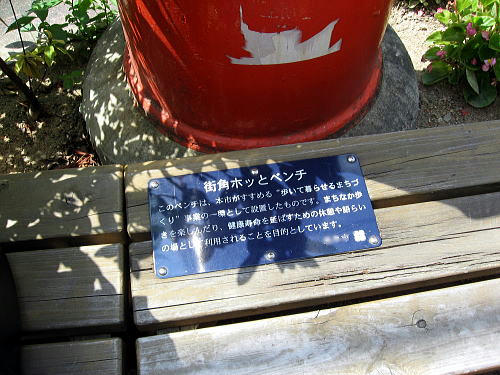 街角ホッとベンチ
このベンチは、本市がすすめる "歩いて暮らせるまちづ
くり" 事業の一環として設置したものです。まちなか歩
きを楽しんだり、健康寿命を延ばすための休憩や語らい
の場として利用されることを目的としています。